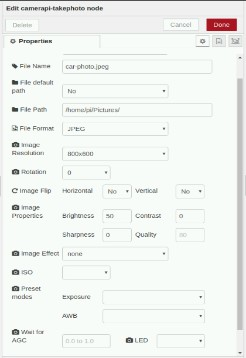 Edit camerapi-takephoto node
Delete Cancel Done
Properties
File Name car-photo.jpeg
File default path No
File Path /home/pi/Pictures/
File Format JPEG
Image Resolution 800x600
Rotation 0
Image Flip Horizontal No Vertical No
Image Properties Brightness 50 Contrast 0
Sharpness 0 Quality 80
Image Effect none
ISO
Preset modes Exposure
AWB
Wait for AGC 0.0 to 1.0 LED